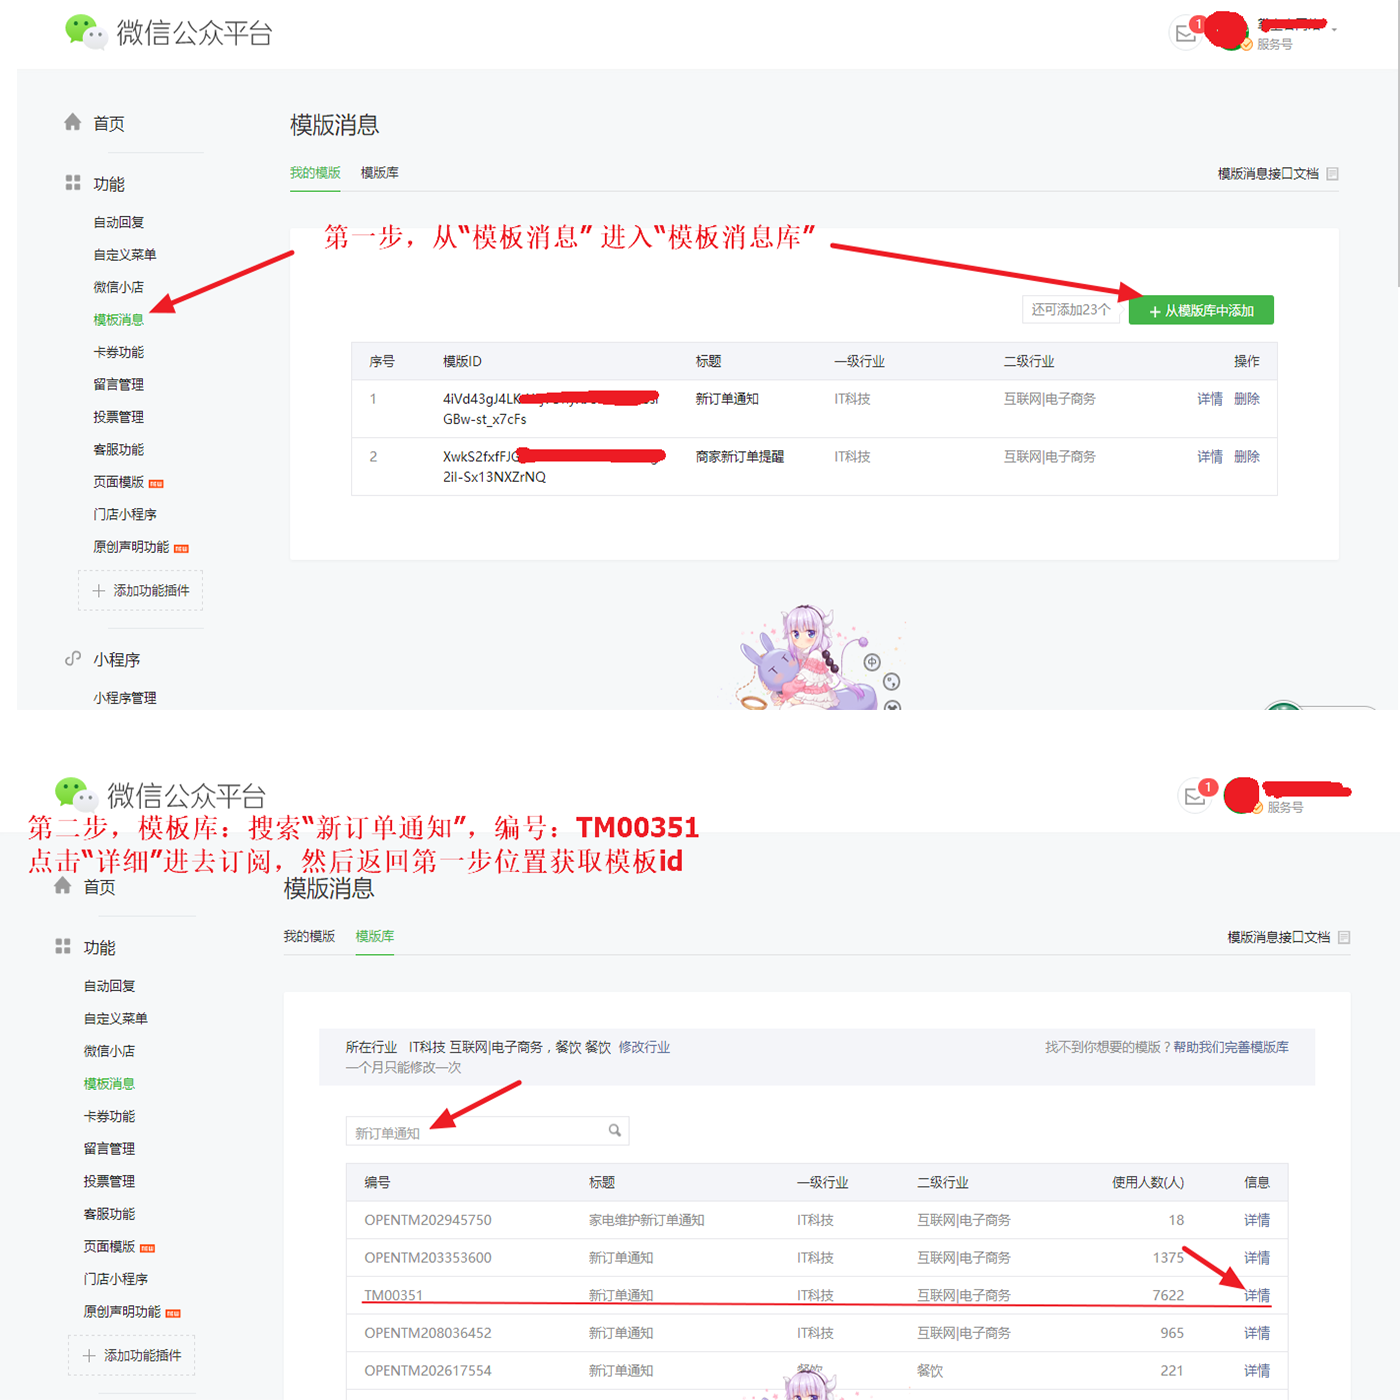 微信公众平台
1
服务号
首页
功能
自动回复
自定义菜单
微信小店
模板消息
卡券功能
留言管理
投票管理
客服功能
页面模版
门店小程序
原创声明功能
添加功能插件
小程序
小程序管理
模版消息
我的模版 模版库
模版消息接口文档
第一步，从“模板消息” 进入“模板消息库”
还可添加23个
+ 从模版库中添加
序号 模版ID 标题 一级行业 二级行业 操作
1 4iVd43gJ4LK 新订单通知 IT科技 互联网|电子商务 详情 删除
GBw-st_x7cFs
2 XwkS2fxfFJG 商家新订单提醒 IT科技 互联网|电子商务 详情 删除
2iI-Sx13NXZrNQ
微信公众平台
1
服务号
第二步，模板库：搜索“新订单通知”，编号：TM00351
点击“详细”进去订阅，然后返回第一步位置获取模板id
首页
功能
自动回复
自定义菜单
微信小店
模板消息
卡券功能
留言管理
投票管理
客服功能
页面模版
门店小程序
原创声明功能
添加功能插件
模版消息
我的模版 模版库
模版消息接口文档
所在行业 IT科技 互联网|电子商务，餐饮 餐饮 修改行业
找不到你想要的模版？帮助我们完善模版库
一个月只能修改一次
新订单通知
编号 标题 一级行业 二级行业 使用人数(人) 信息
OPENTM202945750 家电维护新订单通知 IT科技 互联网|电子商务 18 详情
OPENTM203353600 新订单通知 IT科技 互联网|电子商务 1375 详情
TM00351 新订单通知 IT科技 互联网|电子商务 7622 详情
OPENTM208036452 新订单通知 IT科技 互联网|电子商务 965 详情
OPENTM202617554 新订单通知 餐饮 餐饮 221 详情